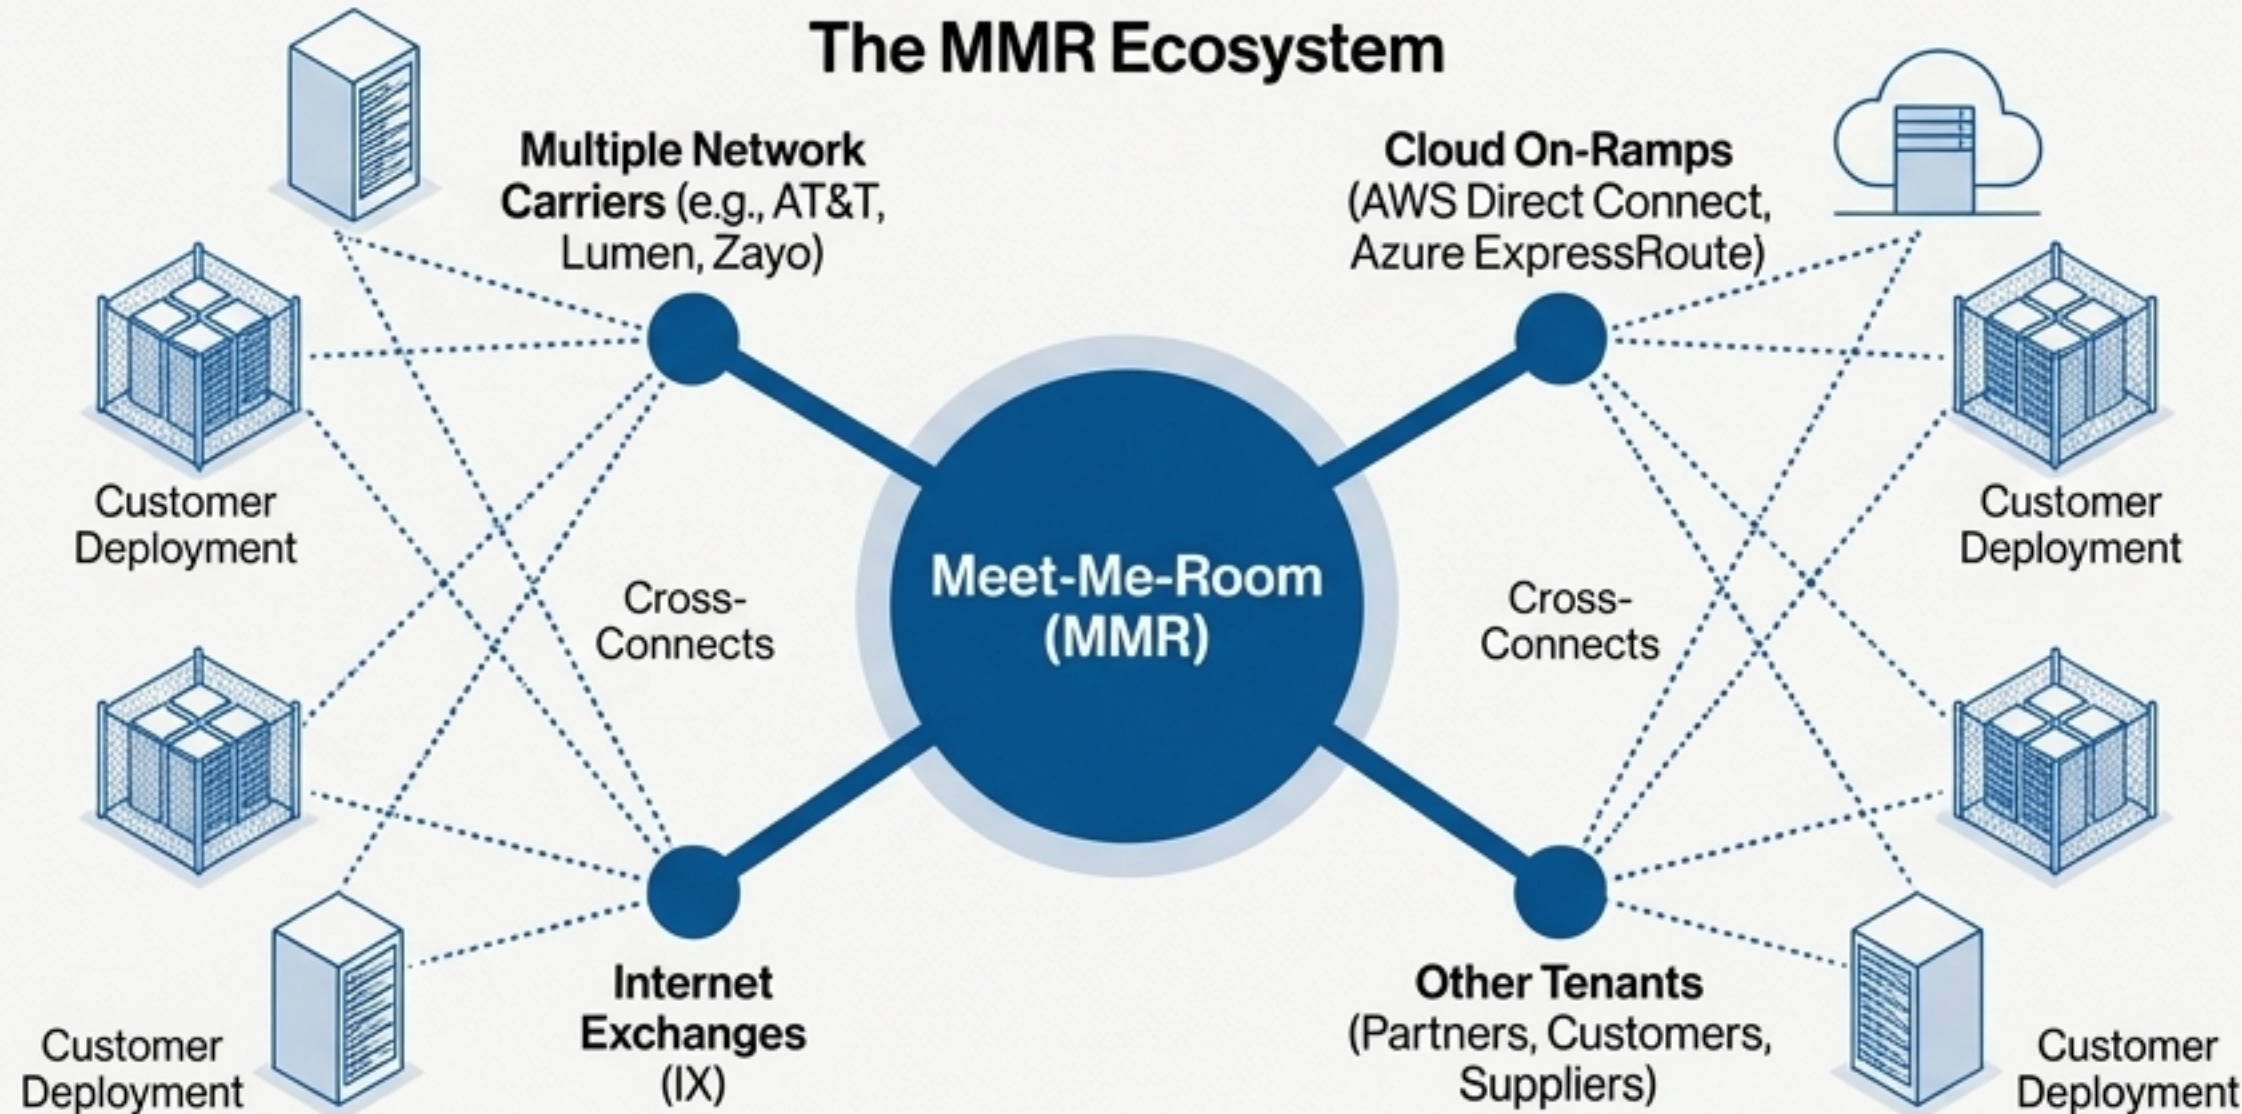 The MMR Ecosystem
Multiple Network
Carriers (e.g., AT&T,
Lumen, Zayo)
Cloud On-Ramps
(AWS Direct Connect,
Azure ExpressRoute)
Customer
Deployment
Customer
Deployment
Cross-
Connects
Meet-Me-Room
(MMR)
Cross-
Connects
Internet
Exchanges
(IX)
Other Tenants
(Partners, Customers,
Suppliers)
Customer
Deployment
Customer
Deployment